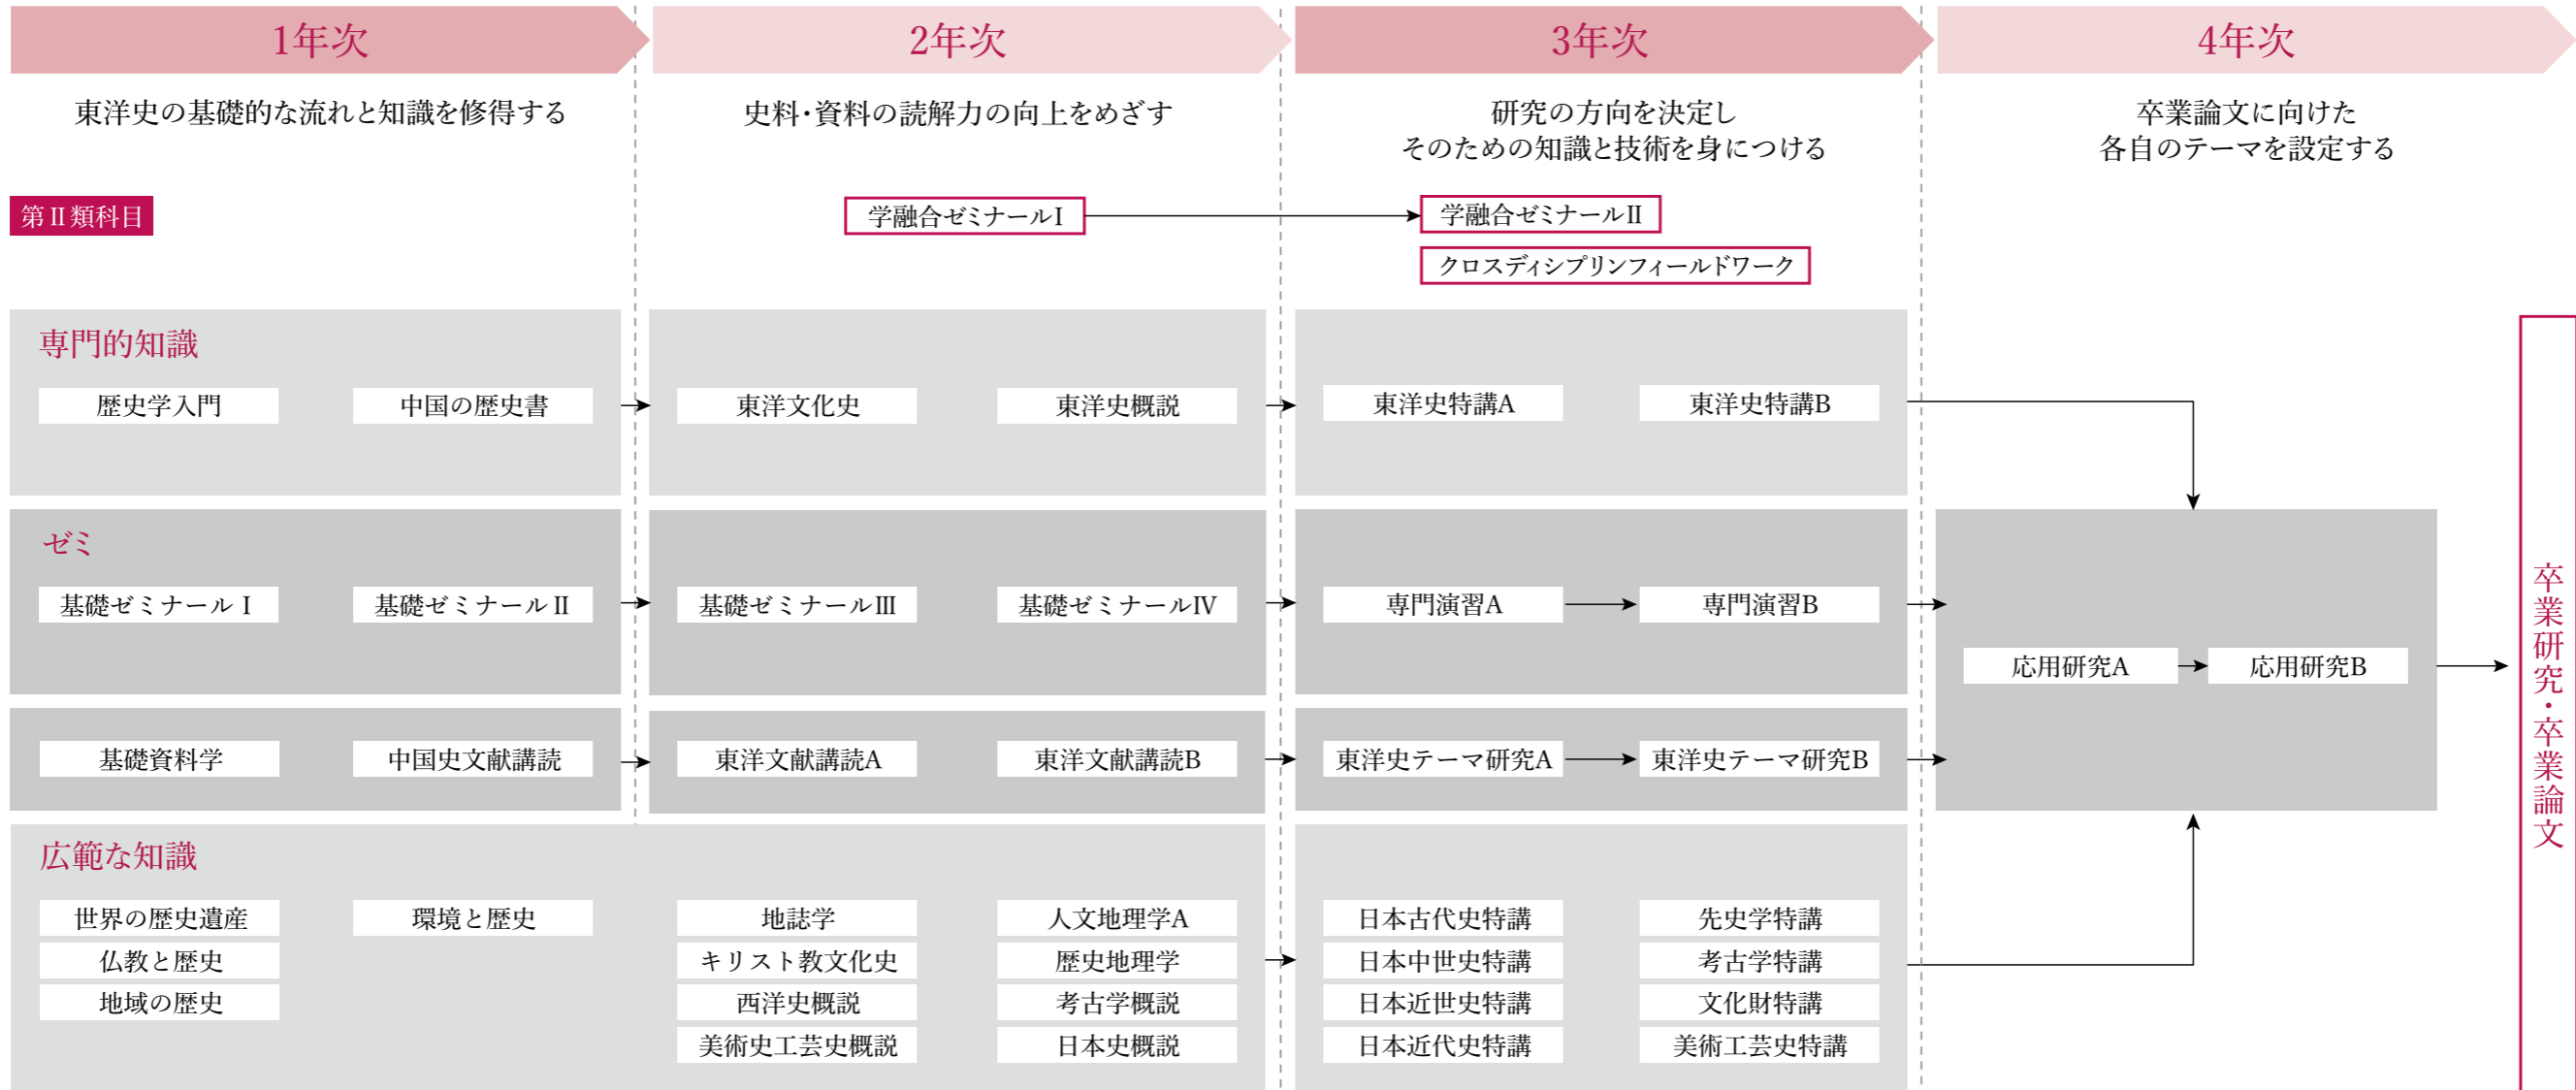 1年次
2年次
3年次
4年次
東洋史の基礎的な流れと知識を修得する
史料・資料の読解力の向上をめざす
研究の方向を決定し
そのための知識と技術を身につける
卒業論文に向けた
各自のテーマを設定する
第Ⅱ類科目
学融合ゼミナールⅠ
学融合ゼミナールⅡ
クロスディシプリンフィールドワーク
専門的知識
歴史学入門
中国の歴史書
東洋文化史
東洋史概説
東洋史特講A
東洋史特講B
ゼミ
基礎ゼミナールⅠ
基礎ゼミナールⅡ
基礎ゼミナールⅢ
基礎ゼミナールⅣ
専門演習A
専門演習B
応用研究A
応用研究B
基礎資料学
中国史文献講読
東洋文献講読A
東洋文献講読B
東洋史テーマ研究A
東洋史テーマ研究B
広範な知識
世界の歴史遺産
環境と歴史
地誌学
人文地理学A
日本古代史特講
先史学特講
仏教と歴史
キリスト教文化史
歴史地理学
日本中世史特講
考古学特講
地域の歴史
西洋史概説
考古学概説
日本近世史特講
文化財特講
美術史工芸史概説
日本史概説
日本近代史特講
美術工芸史特講
卒業研究・卒業論文